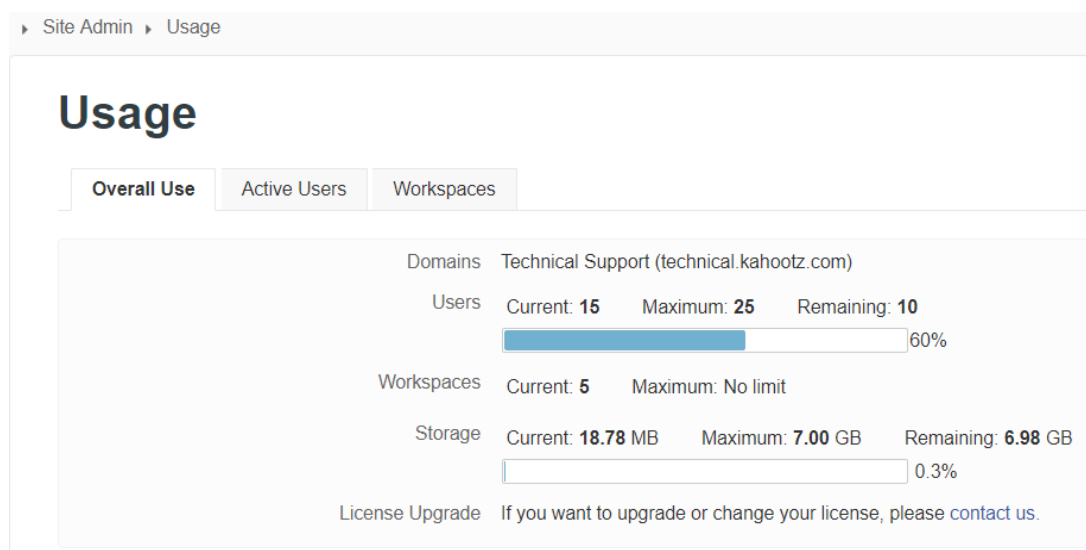 Site Admin Usage
Usage
Overall Use Active Users Workspaces
Domains Technical Support (technical.kahootz.com)
Users Current: 15 Maximum: 25 Remaining: 10
60%
Workspaces Current: 5 Maximum: No limit
Storage Current: 18.78 MB Maximum: 7.00 GB Remaining: 6.98 GB
0.3%
License Upgrade If you want to upgrade or change your license, please contact us.